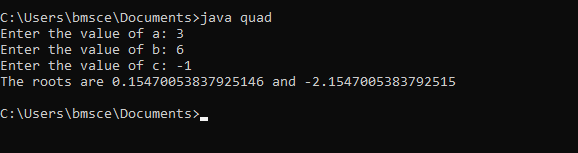 C:\Users\bmsce\Documents>java quad
Enter the value of a: 3
Enter the value of b: 6
Enter the value of c: -1
The roots are 0.15470053837925146 and -2.1547005383792515
C:\Users\bmsce\Documents>